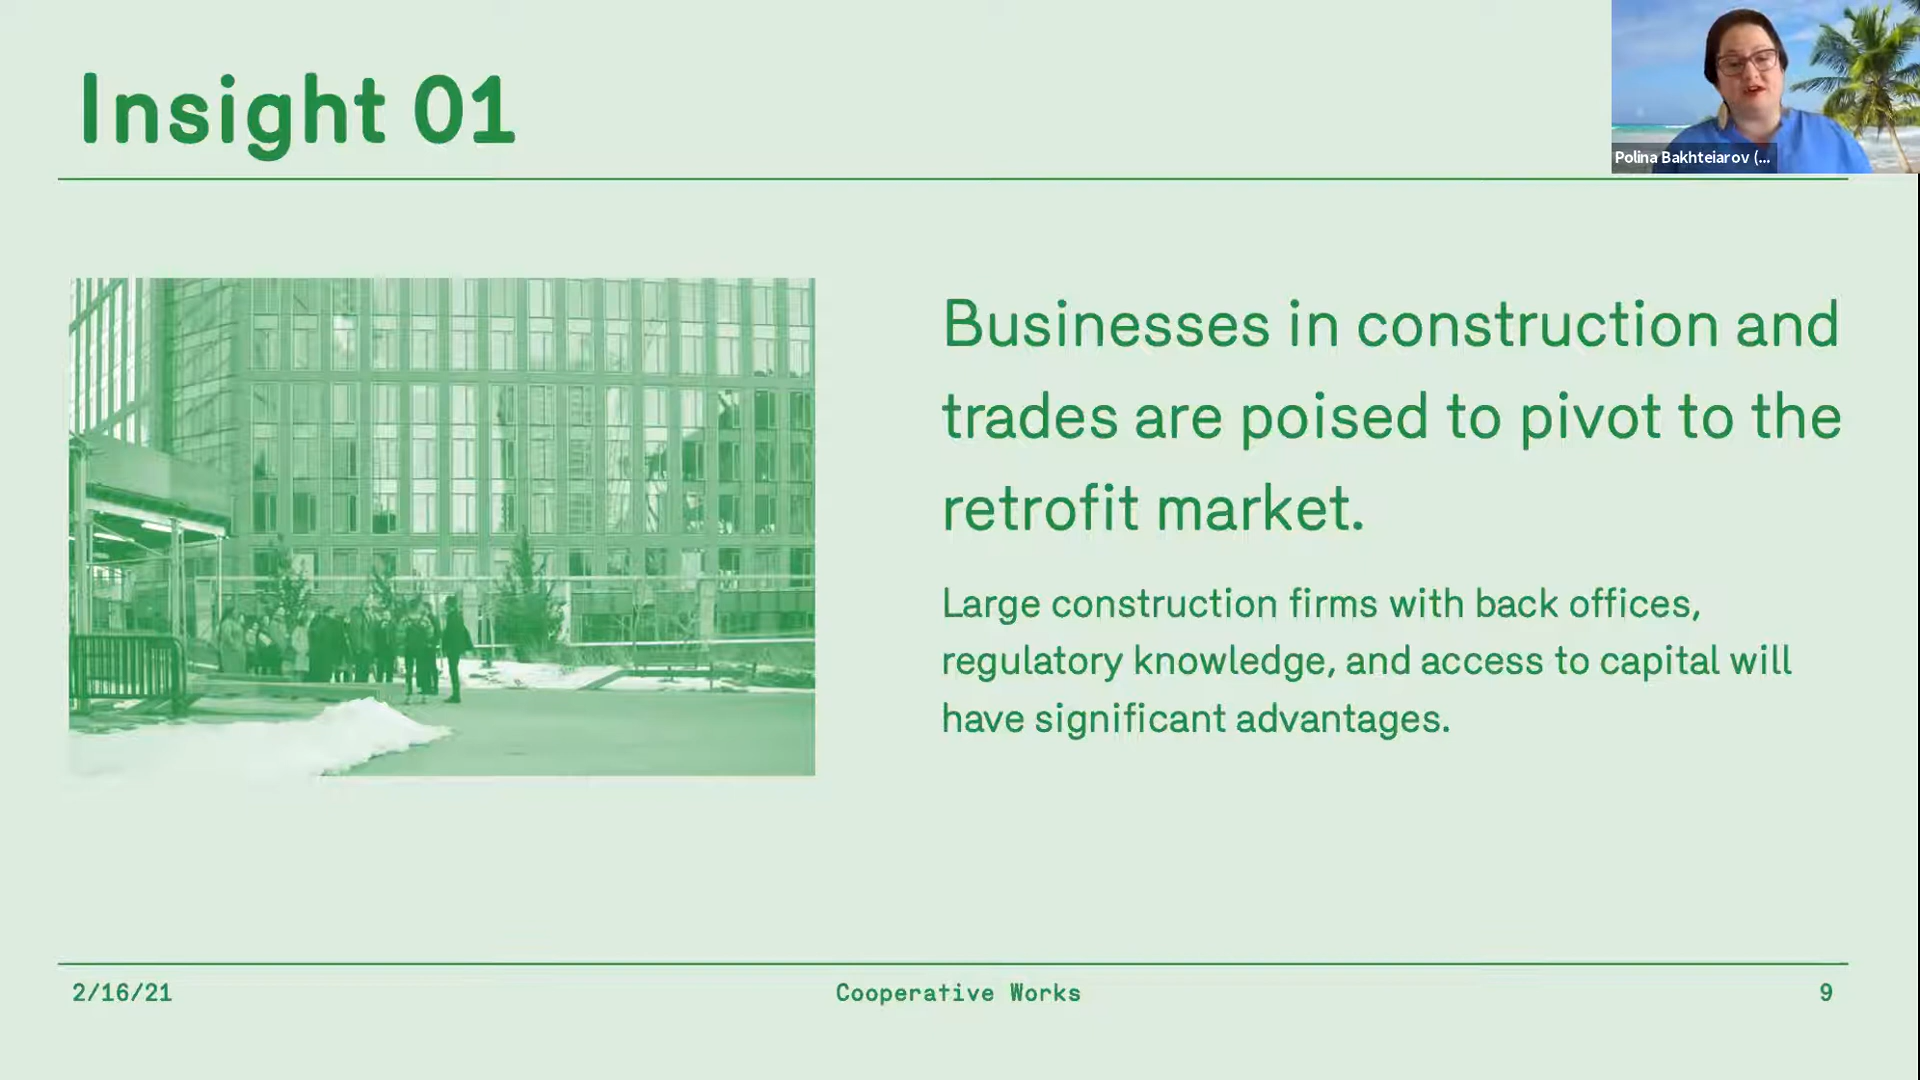 Insight 01
Polina Bakhteiarov (...
Businesses in construction and
trades are poised to pivot to the
retrofit market.
Large construction firms with back offices,
regulatory knowledge, and access to capital will
have significant advantages.
2/16/21
Cooperative Works
9